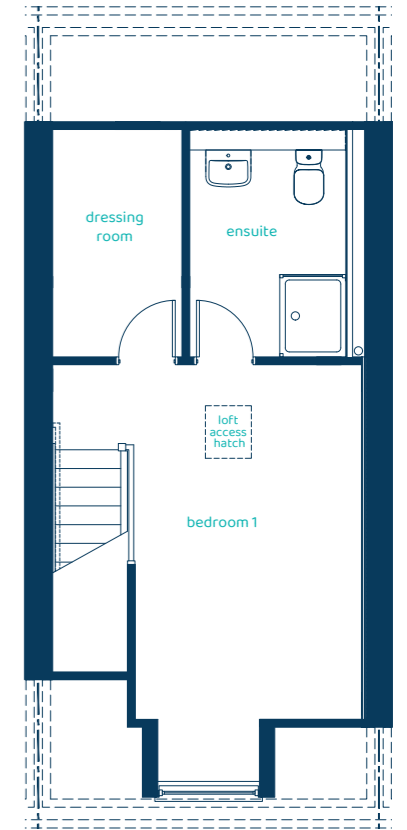 dressing
room
ensuite
loft
access
hatch
bedroom 1